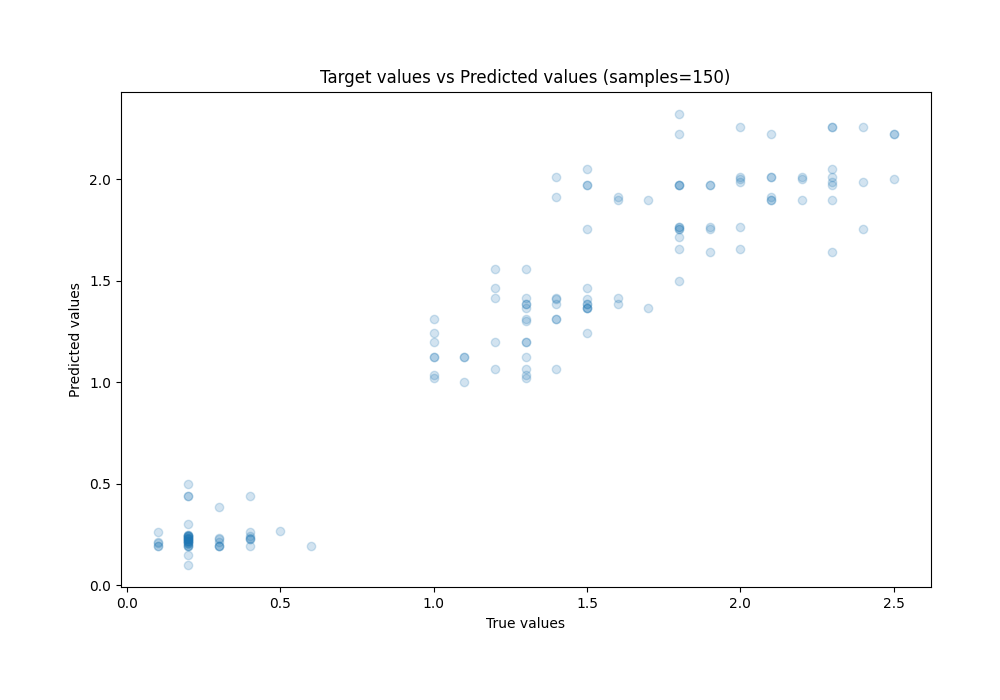 Target values vs Predicted values (samples=150)
Predicted values
2.0
1.5
1.0
0.5
0.0
0.0 0.5 1.0 1.5 2.0 2.5
True values